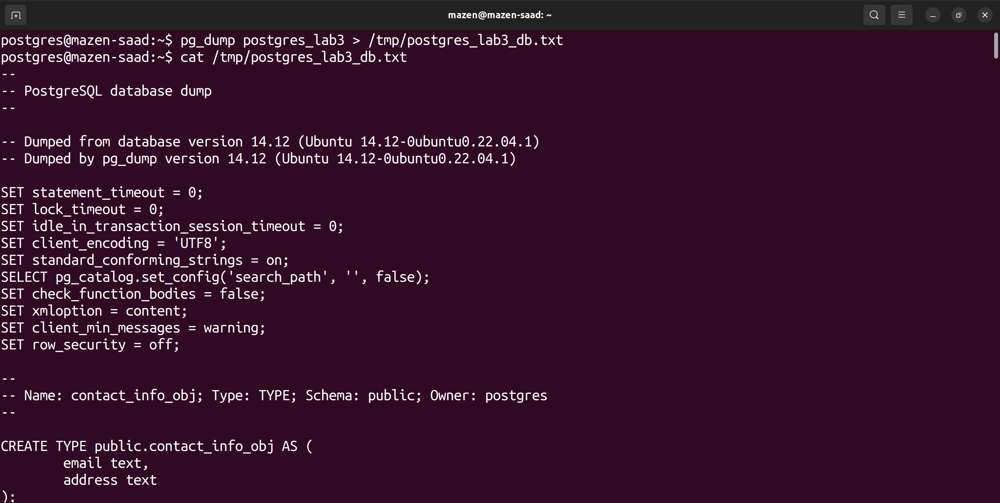 mazen@mazen-saad: ~
postgres@mazen-saad:~$ pg_dump postgres_lab3 > /tmp/postgres_lab3_db.txt
postgres@mazen-saad:~$ cat /tmp/postgres_lab3_db.txt
--
-- PostgreSQL database dump
--
-- Dumped from database version 14.12 (Ubuntu 14.12-0ubuntu0.22.04.1)
-- Dumped by pg_dump version 14.12 (Ubuntu 14.12-0ubuntu0.22.04.1)
SET statement_timeout = 0;
SET lock_timeout = 0;
SET idle_in_transaction_session_timeout = 0;
SET client_encoding = 'UTF8';
SET standard_conforming_strings = on;
SELECT pg_catalog.set_config('search_path', '', false);
SET check_function_bodies = false;
SET xmloption = content;
SET client_min_messages = warning;
SET row_security = off;
--
-- Name: contact_info_obj; Type: TYPE; Schema: public; Owner: postgres
--
CREATE TYPE public.contact_info_obj AS (
        email text,
        address text
);